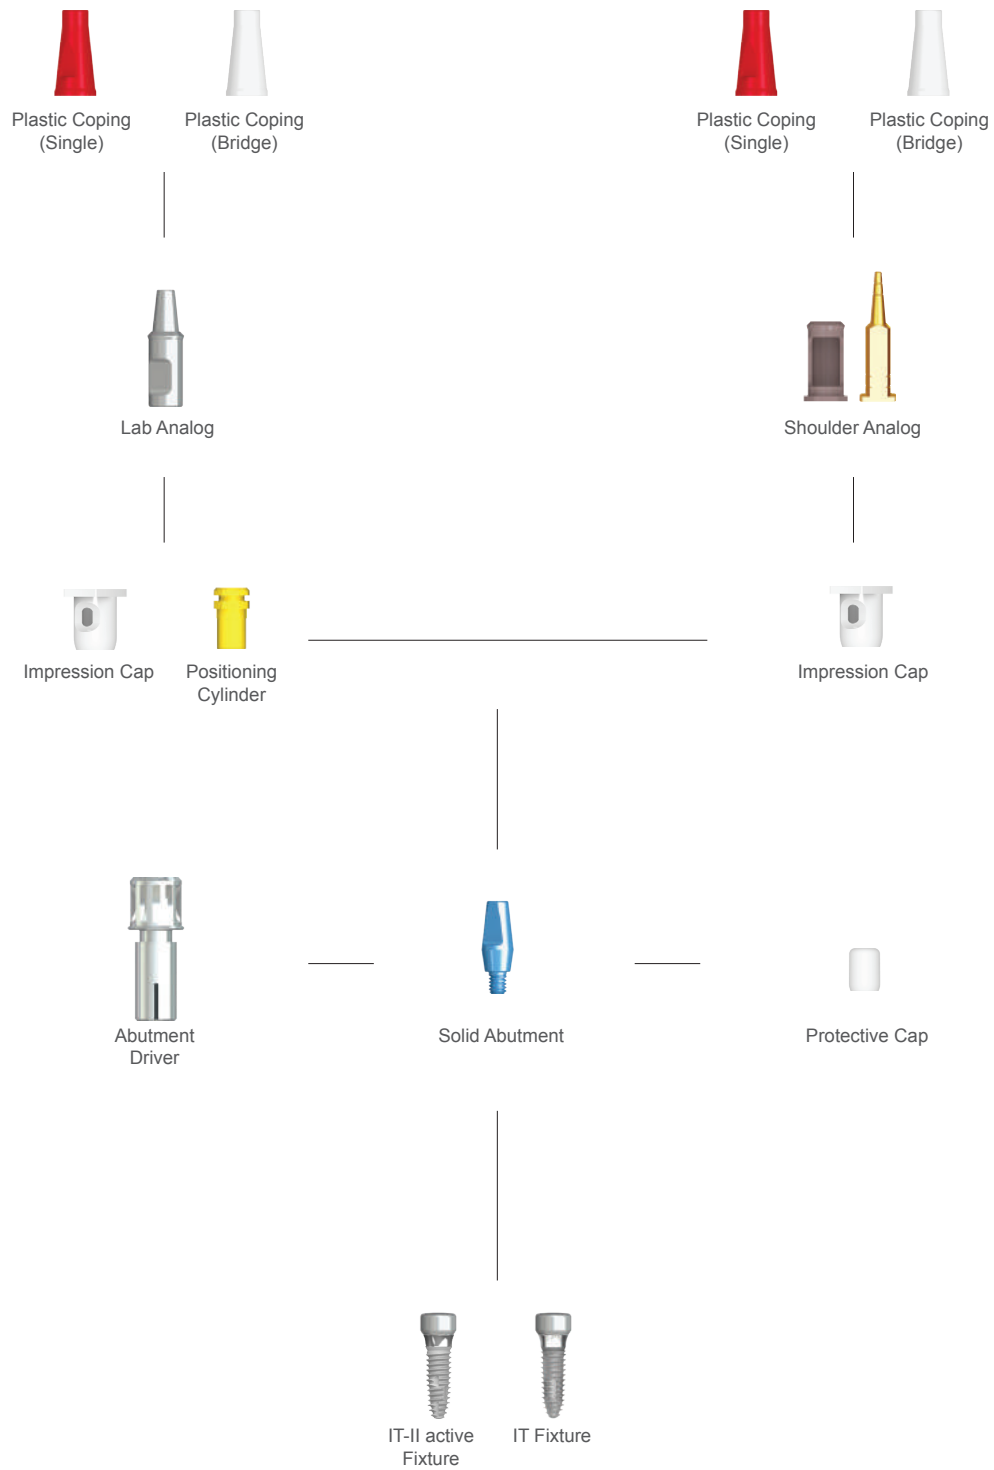 Plastic Coping
(Single)
Plastic Coping
(Bridge)
Plastic Coping
(Single)
Plastic Coping
(Bridge)
Lab Analog
Shoulder Analog
Impression Cap
Positioning
Cylinder
Impression Cap
Abutment
Driver
Solid Abutment
Protective Cap
IT-II active
Fixture
IT Fixture